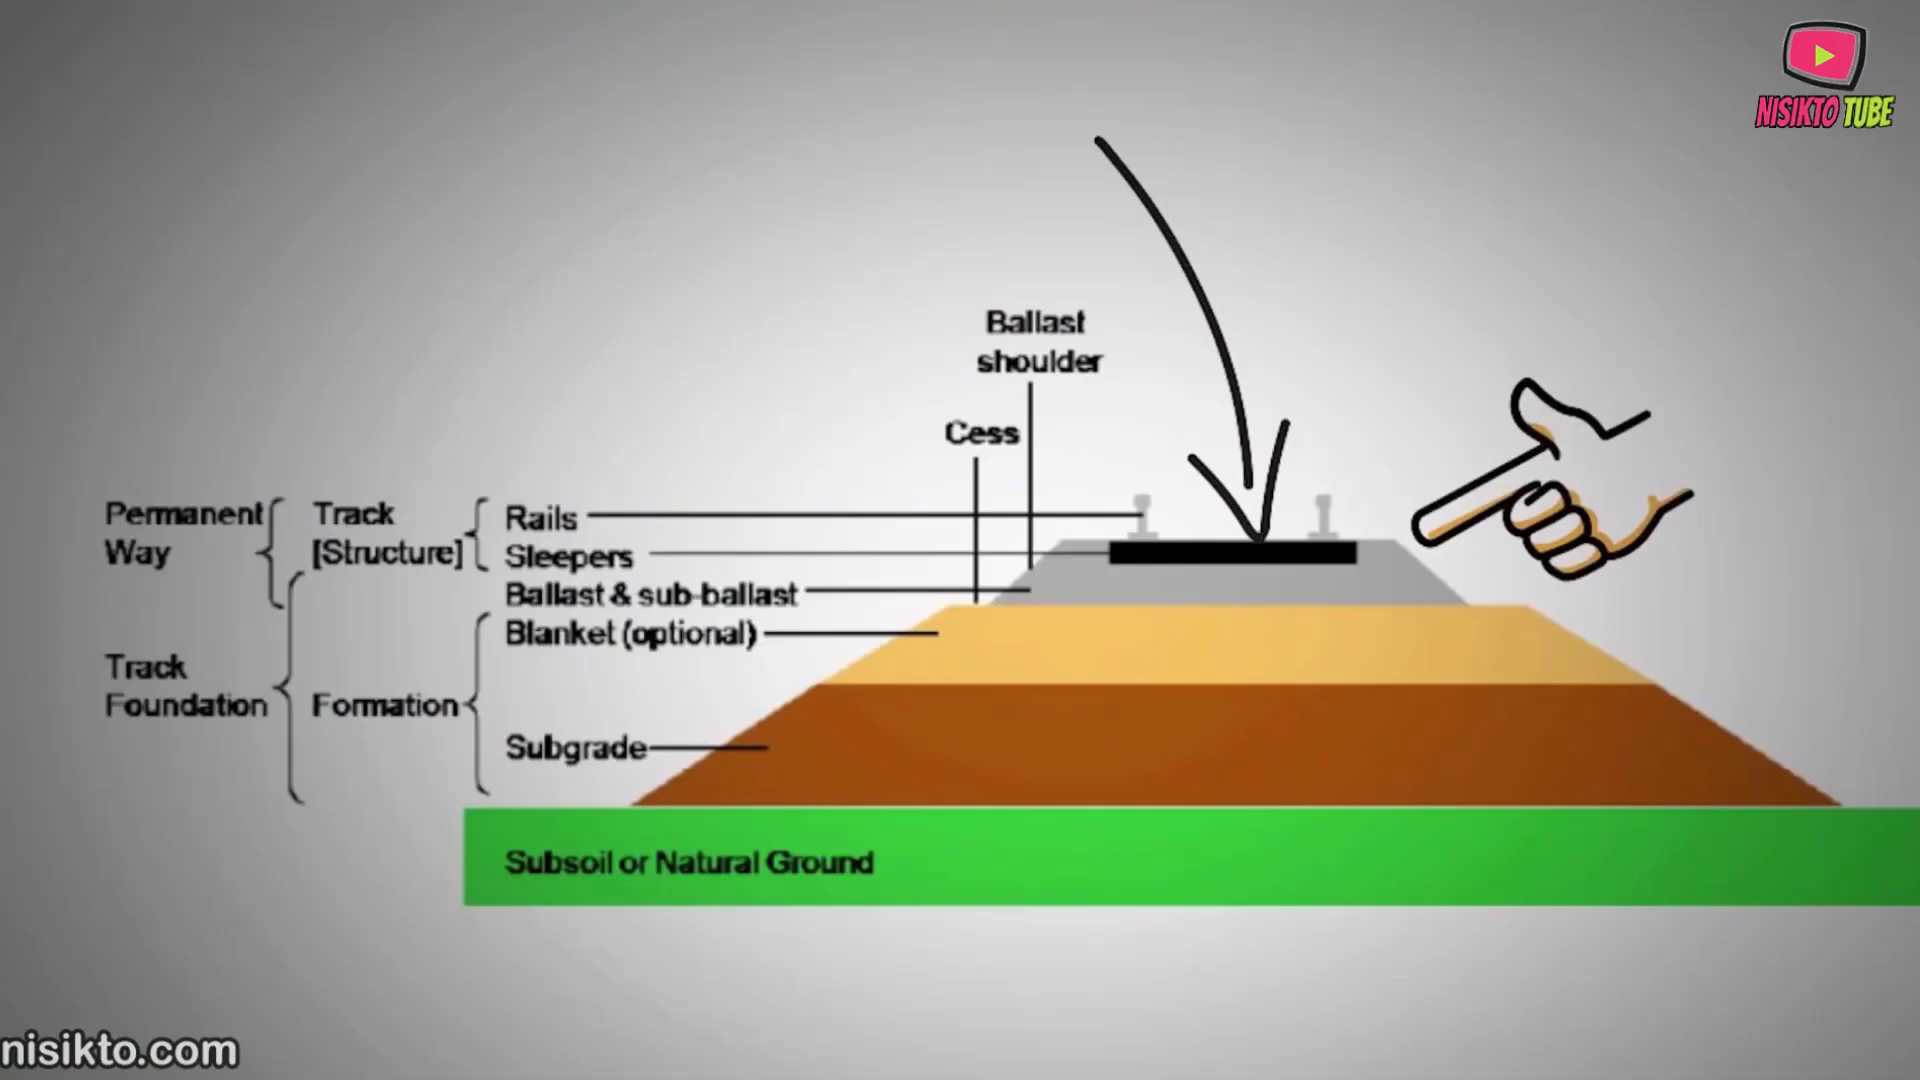 NISIKTO TUBE
Ballast
shoulder
Cess
Permanent
Way
Track
[Structure]
Rails
Sleepers
Ballast & sub-ballast
Blanket (optional)
Track
Foundation
Formation
Subgrade
Subsoil or Natural Ground
nisikto.com